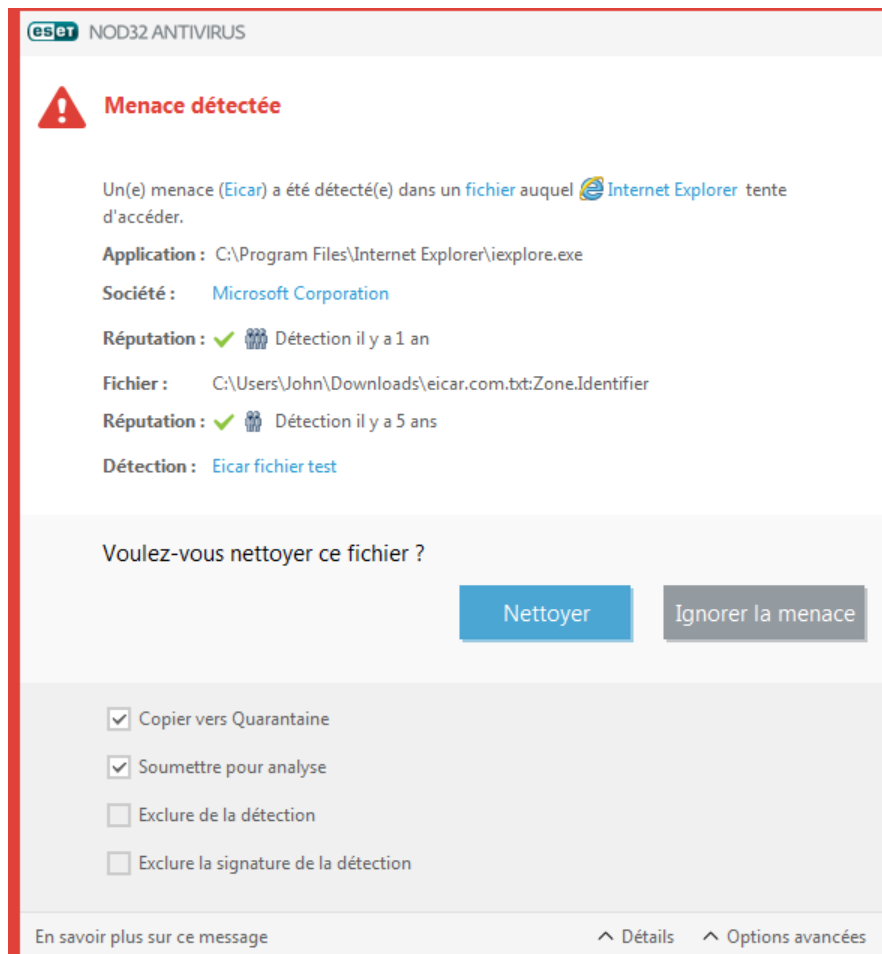 eset NOD32 ANTIVIRUS
Menace détectée
Un(e) menace (Eicar) a été détecté(e) dans un fichier auquel Internet Explorer tente
d'accéder.
Application : C:\Program Files\Internet Explorer\iexplore.exe
Société : Microsoft Corporation
Réputation : Détection il y a 1 an
Fichier : C:\Users\John\Downloads\eicar.com.txt:Zone.Identifier
Réputation : Détection il y a 5 ans
Détection : Eicar fichier test
Voulez-vous nettoyer ce fichier ?
Nettoyer Ignorer la menace
Copier vers Quarantaine
Soumettre pour analyse
Exclure de la détection
Exclure la signature de la détection
En savoir plus sur ce message Détails Options avancées